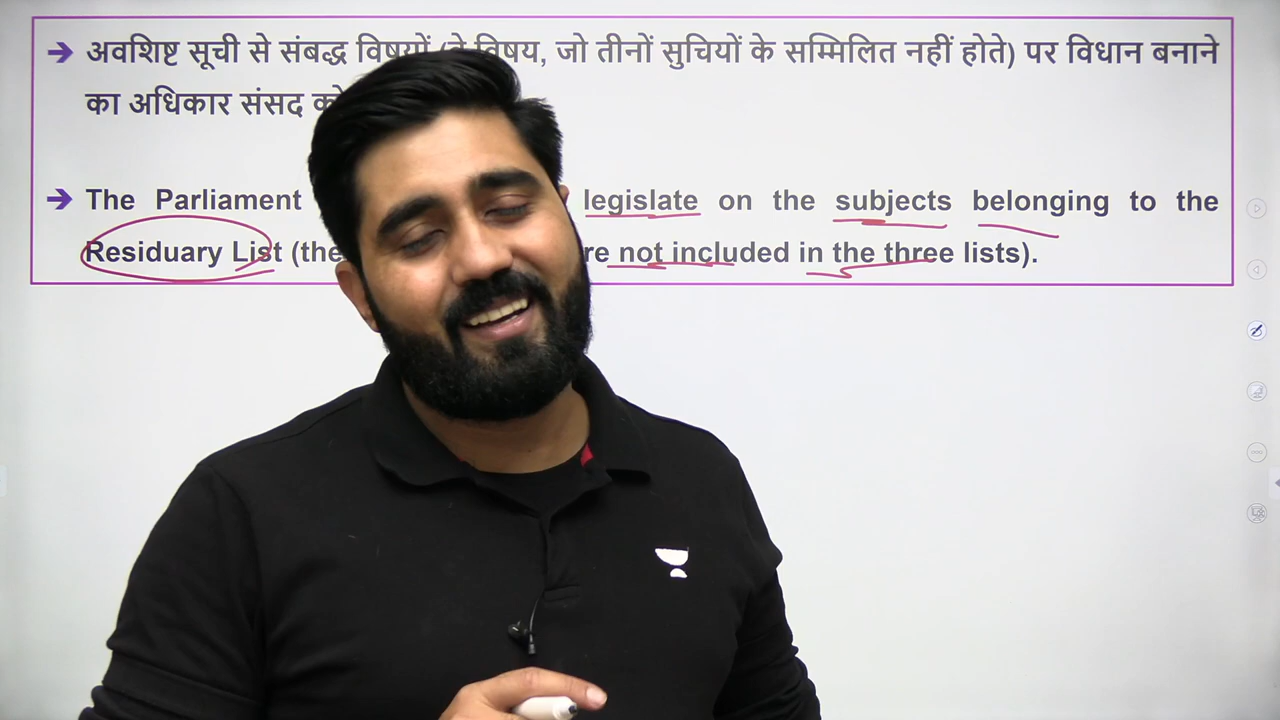 → अवशिष्ट सूची से संबद्ध विषयों विषय, जो तीनों सुचियों के सम्मिलित नहीं होते) पर विधान बनाने
का अधिकार संसद को
→ The Parliament legislate on the subjects belonging to the
Residuary List (the not included in the three lists).